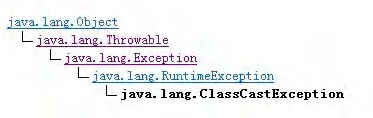 java.lang.Object
java.lang.Throwable
java.lang.Exception
java.lang.RuntimeException
java.lang.ClassCastException